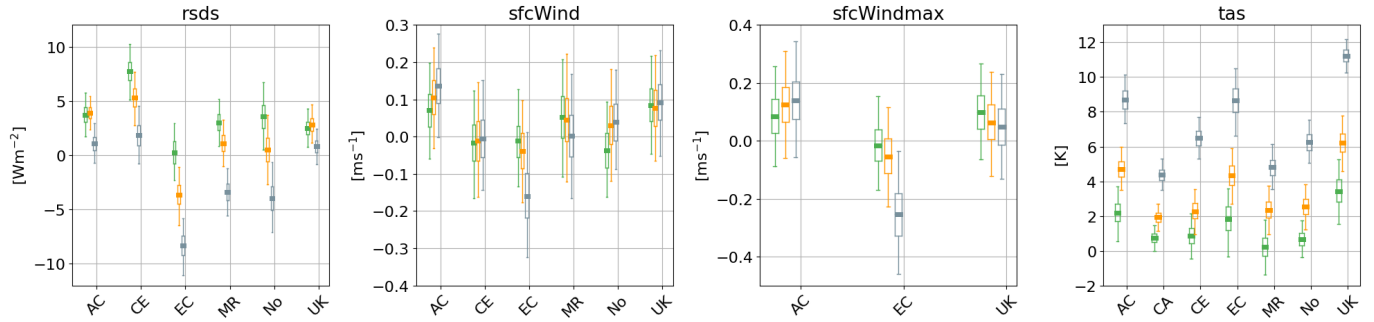 rsds
[Wm−2]
10
5
0
−5
−10
AC
CE
EC
MR
No
UK
sfcWind
[ms−1]
0.3
0.2
0.1
0.0
−0.1
−0.2
−0.3
−0.4
AC
CE
EC
MR
No
UK
sfcWindmax
[ms−1]
0.4
0.2
0.0
−0.2
−0.4
AC
EC
UK
tas
[K]
12
10
8
6
4
2
0
−2
AC
CA
CE
EC
MR
No
UK